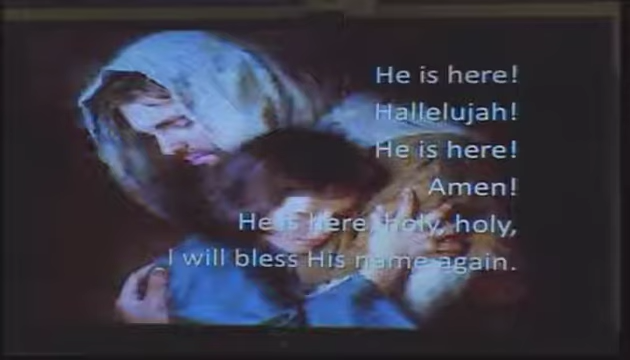 He is here!
Hallelujah!
He is here!
Amen!
He is here, holy, holy,
I will bless His name again.